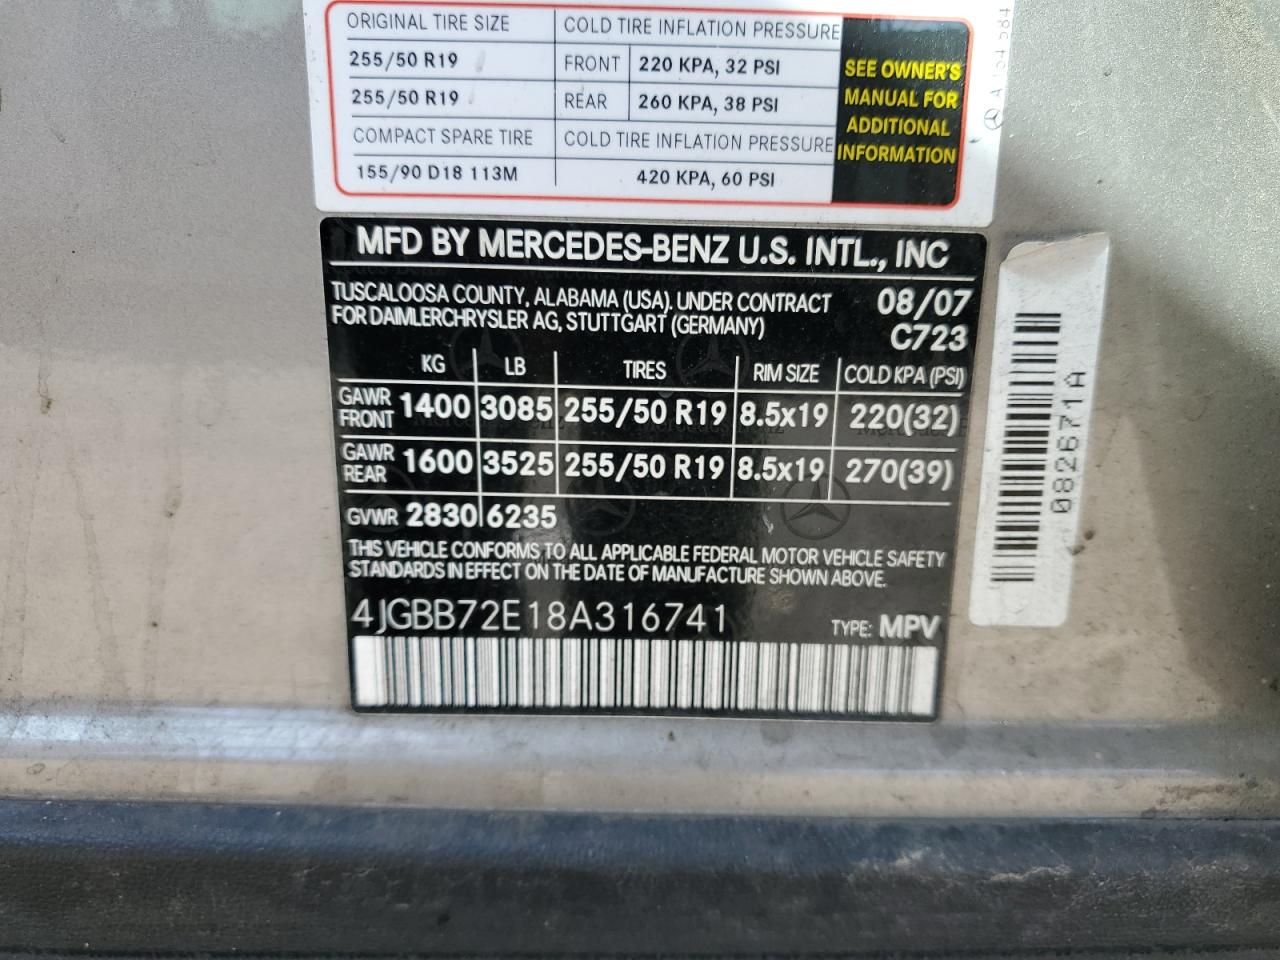 ORIGINAL TIRE SIZE COLD TIRE INFLATION PRESSURE
255/50 R19 FRONT 220 KPA, 32 PSI
255/50 R19 REAR 260 KPA, 38 PSI
COMPACT SPARE TIRE COLD TIRE INFLATION PRESSURE
155/90 D18 113M 420 KPA, 60 PSI
SEE OWNER'S
MANUAL FOR
ADDITIONAL
INFORMATION
MFD BY MERCEDES-BENZ U.S. INTL., INC
TUSCALOOSA COUNTY, ALABAMA (USA), UNDER CONTRACT 08/07
FOR DAIMLERCHRYSLER AG, STUTTGART (GERMANY) C723
KG LB TIRES RIM SIZE COLD KPA (PSI)
GAWR FRONT 1400 3085 255/50 R19 8.5x19 220(32)
GAWR REAR 1600 3525 255/50 R19 8.5x19 270(39)
GVWR 2830 6235
THIS VEHICLE CONFORMS TO ALL APPLICABLE FEDERAL MOTOR VEHICLE SAFETY
STANDARDS IN EFFECT ON THE DATE OF MANUFACTURE SHOWN ABOVE.
4JGBB72E18A316741 TYPE: MPV
082671A